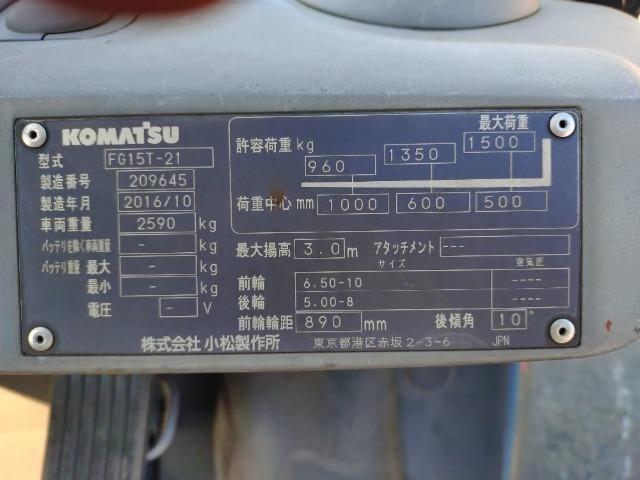 KOMATSU
型式 FG15T-21
製造番号 209645
製造年月 2016/10
車両重量 2590 kg
バッテリを除く車両重量 - kg
バッテリ重量 最大 - kg
最小 - kg
電圧 - V
最大荷重
許容荷重 kg 960 1350 1500
荷重中心 mm 1000 600 500
最大揚高 3.0 m アタッチメント ---
サイズ 空気圧
前輪 6.50-10 ----
後輪 5.00-8 ----
前輪輪距 890 mm 後傾角 10°
株式会社 小松製作所 東京都港区赤坂 2-3-6 JPN